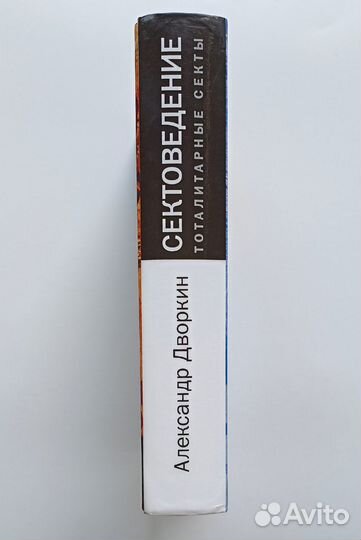 Александр Дворкин
СЕКТОВЕДЕНИЕ
ТОТАЛИТАРНЫЕ СЕКТЫ
Avito